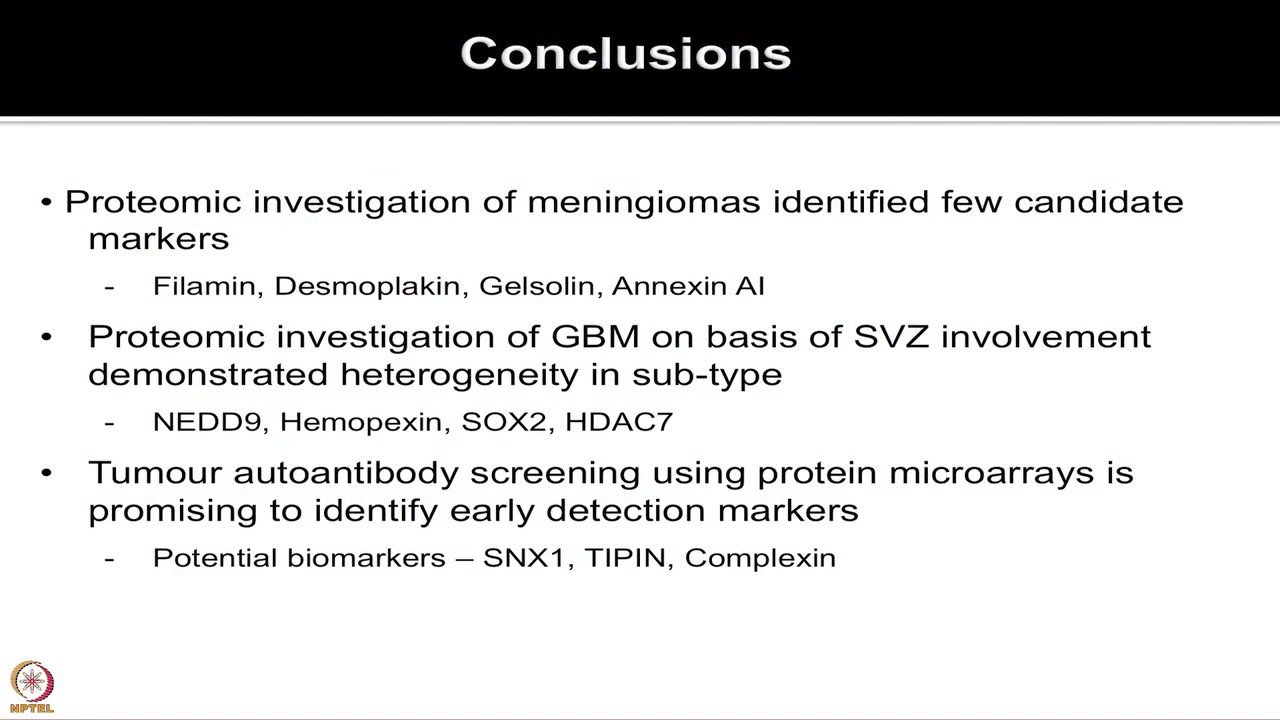 Conclusions
• Proteomic investigation of meningiomas identified few candidate
markers
- Filamin, Desmoplakin, Gelsolin, Annexin AI
• Proteomic investigation of GBM on basis of SVZ involvement
demonstrated heterogeneity in sub-type
- NEDD9, Hemopexin, SOX2, HDAC7
• Tumour autoantibody screening using protein microarrays is
promising to identify early detection markers
- Potential biomarkers – SNX1, TIPIN, Complexin
NPTEL